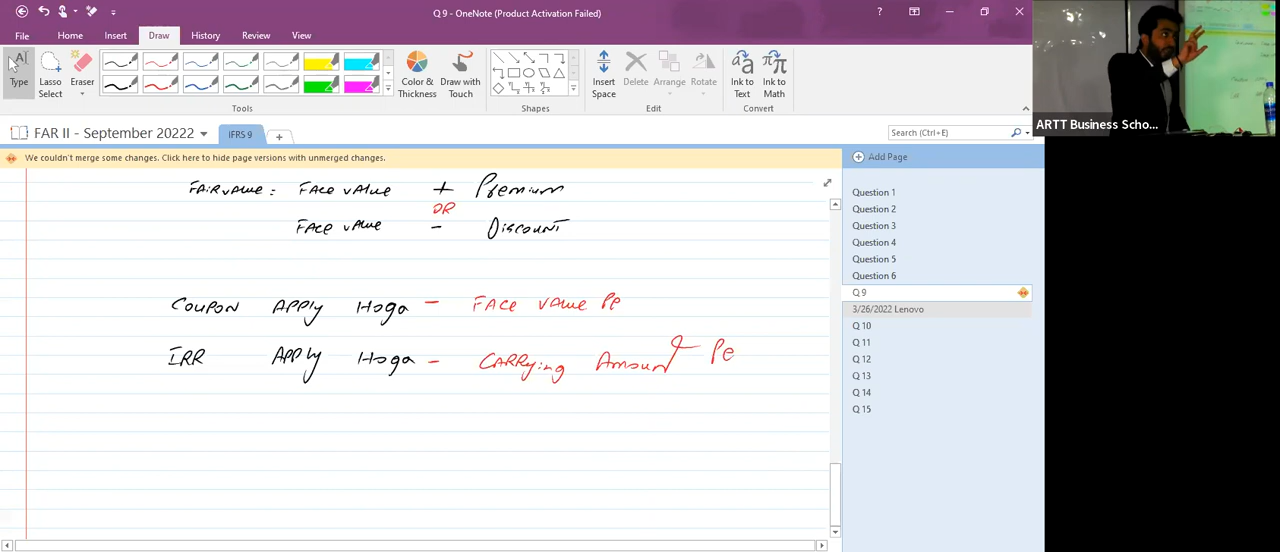 Q 9 - OneNote (Product Activation Failed)
?
File Home Insert Draw History Review View
Type
Lasso Select
Eraser
Color & Thickness
Draw with Touch
Insert Space
Delete
Arrange
Rotate
Ink to Text
Ink to Math
Tools
Shapes
Edit
Convert
ARTT Business Scho...
FAR II - September 20222
IFRS 9
Search (Ctrl+E)
We couldn't merge some changes. Click here to hide page versions with unmerged changes.
Add Page
FAIR VALUE : FACE VALUE + Premium
OR
FACE VALUE - Discount
COUPON APPLY Hoga - FACE VALUE Pe
IRR APPLY Hoga - CARRying Amount Pe
Question 1
Question 2
Question 3
Question 4
Question 5
Question 6
Q 9
3/26/2022 Lenovo
Q 10
Q 11
Q 12
Q 13
Q 14
Q 15